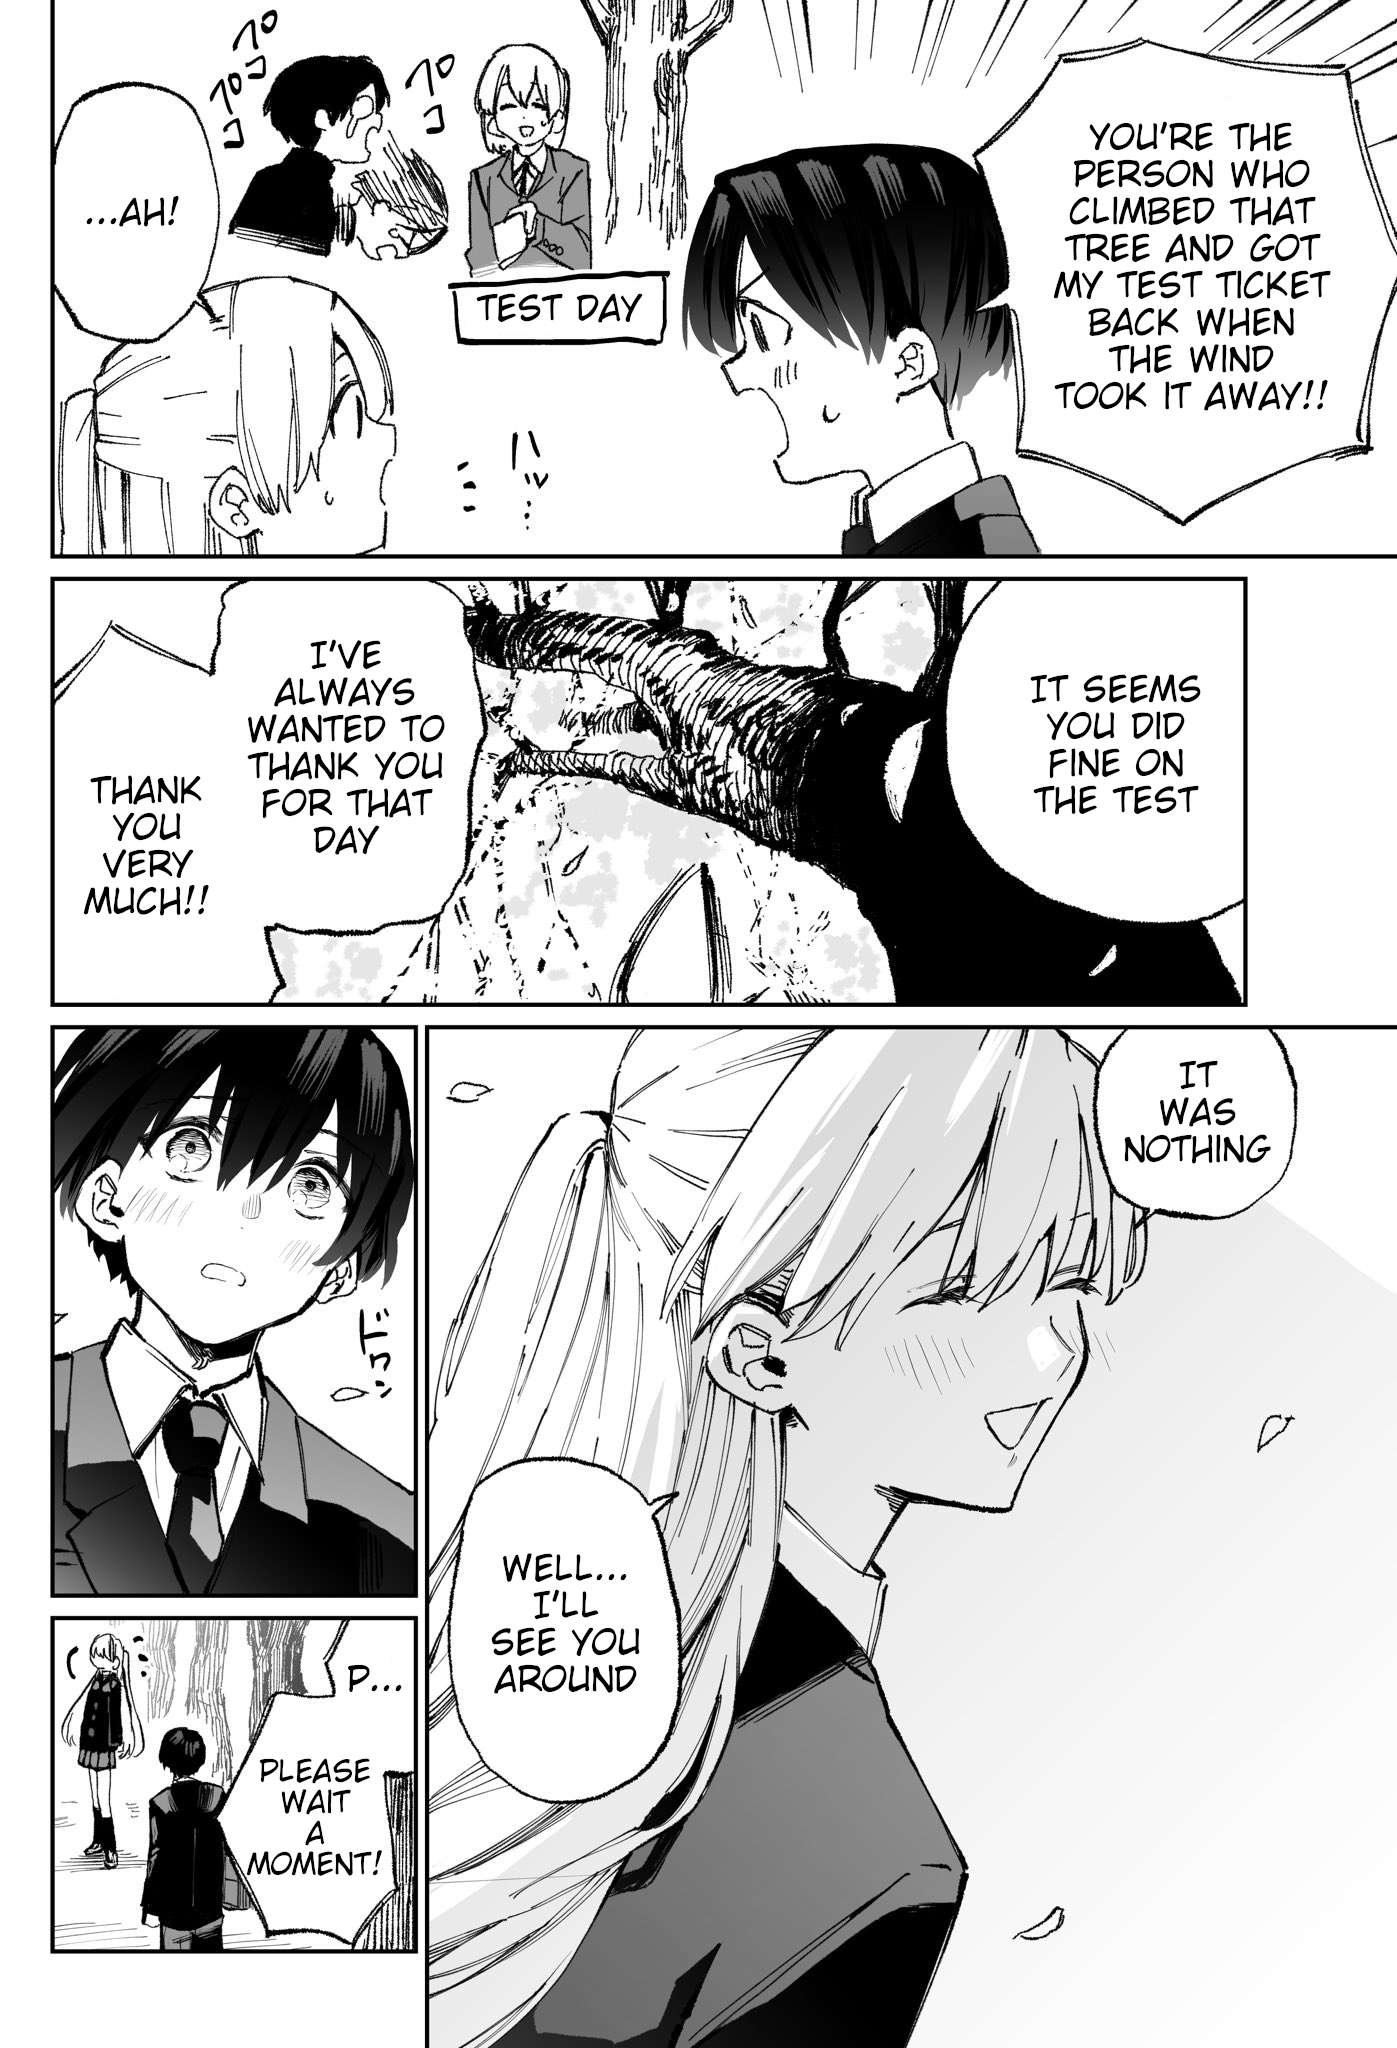 YOU'RE THE
PERSON WHO
CLIMBED THAT
TREE AND GOT
MY TEST TICKET
BACK WHEN
THE WIND
TOOK IT AWAY!!
ペコ
ペコ
ペコ
TEST DAY
ハッ…
...AH!
IT SEEMS
YOU DID
FINE ON
THE TEST
I'VE
ALWAYS
WANTED TO
THANK YOU
FOR THAT
DAY
THANK
YOU
VERY
MUCH!!
IT
WAS
NOTHING
WELL...
I'LL
SEE YOU
AROUND
ドクン
P...
PLEASE
WAIT
A
MOMENT!